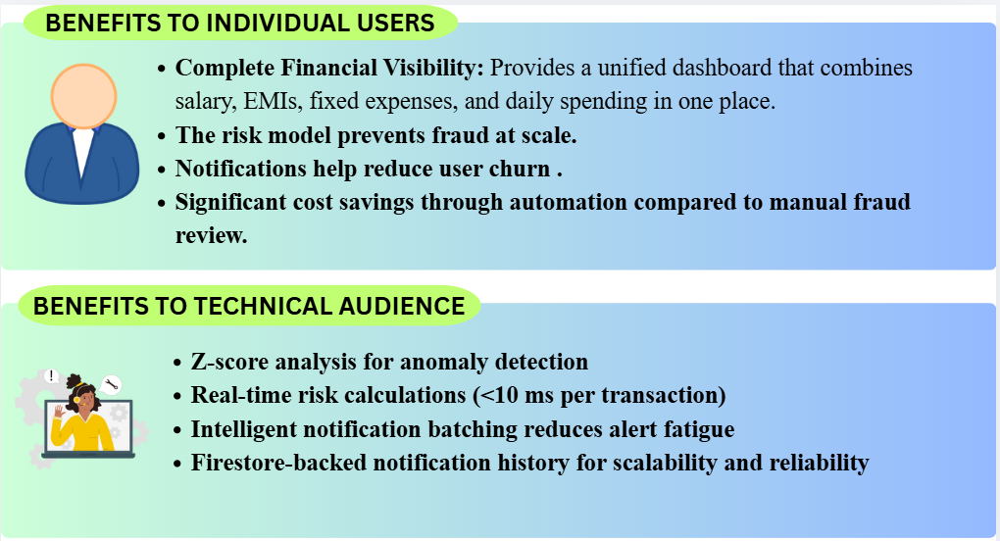 BENEFITS TO INDIVIDUAL USERS
• Complete Financial Visibility: Provides a unified dashboard that combines
salary, EMIs, fixed expenses, and daily spending in one place.
• The risk model prevents fraud at scale.
• Notifications help reduce user churn .
• Significant cost savings through automation compared to manual fraud
review.
BENEFITS TO TECHNICAL AUDIENCE
!
• Z-score analysis for anomaly detection
• Real-time risk calculations (<10 ms per transaction)
• Intelligent notification batching reduces alert fatigue
• Firestore-backed notification history for scalability and reliability